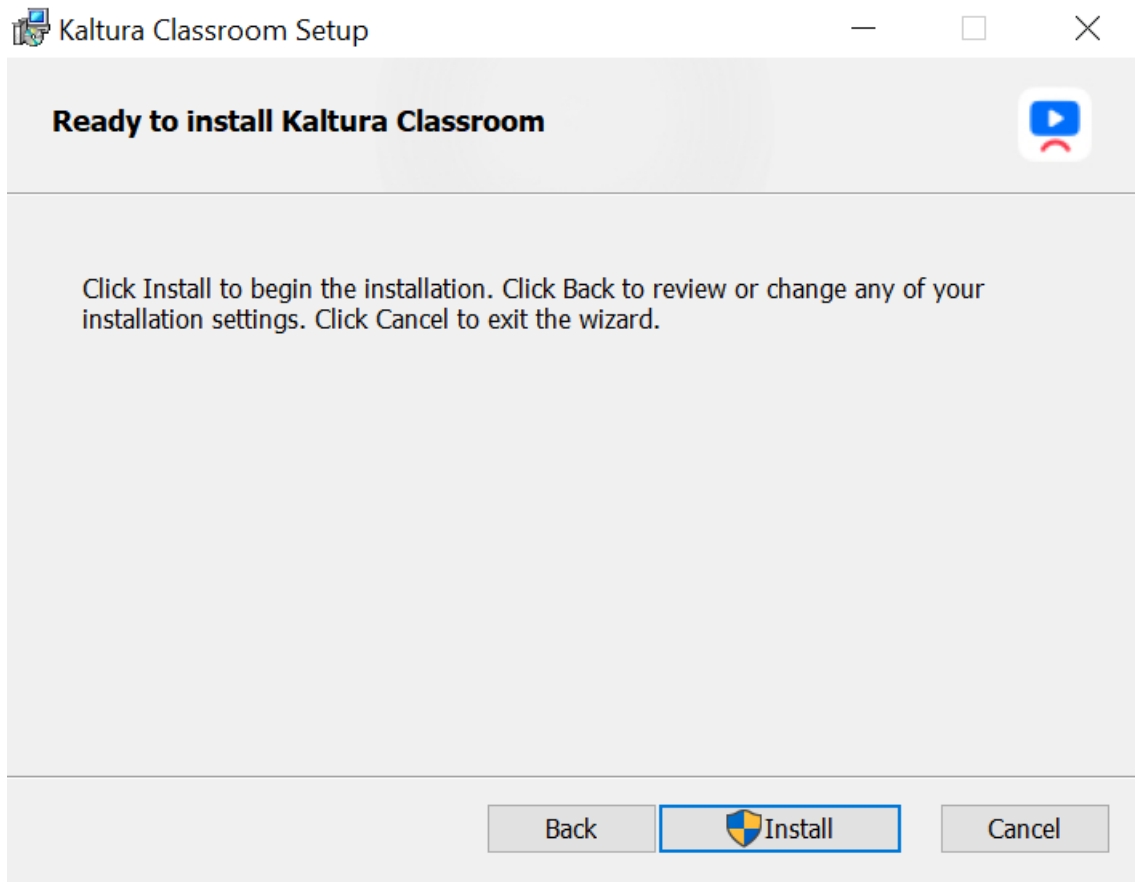 Kaltura Classroom Setup
Ready to install Kaltura Classroom
Click Install to begin the installation. Click Back to review or change any of your
installation settings. Click Cancel to exit the wizard.
Back Install Cancel